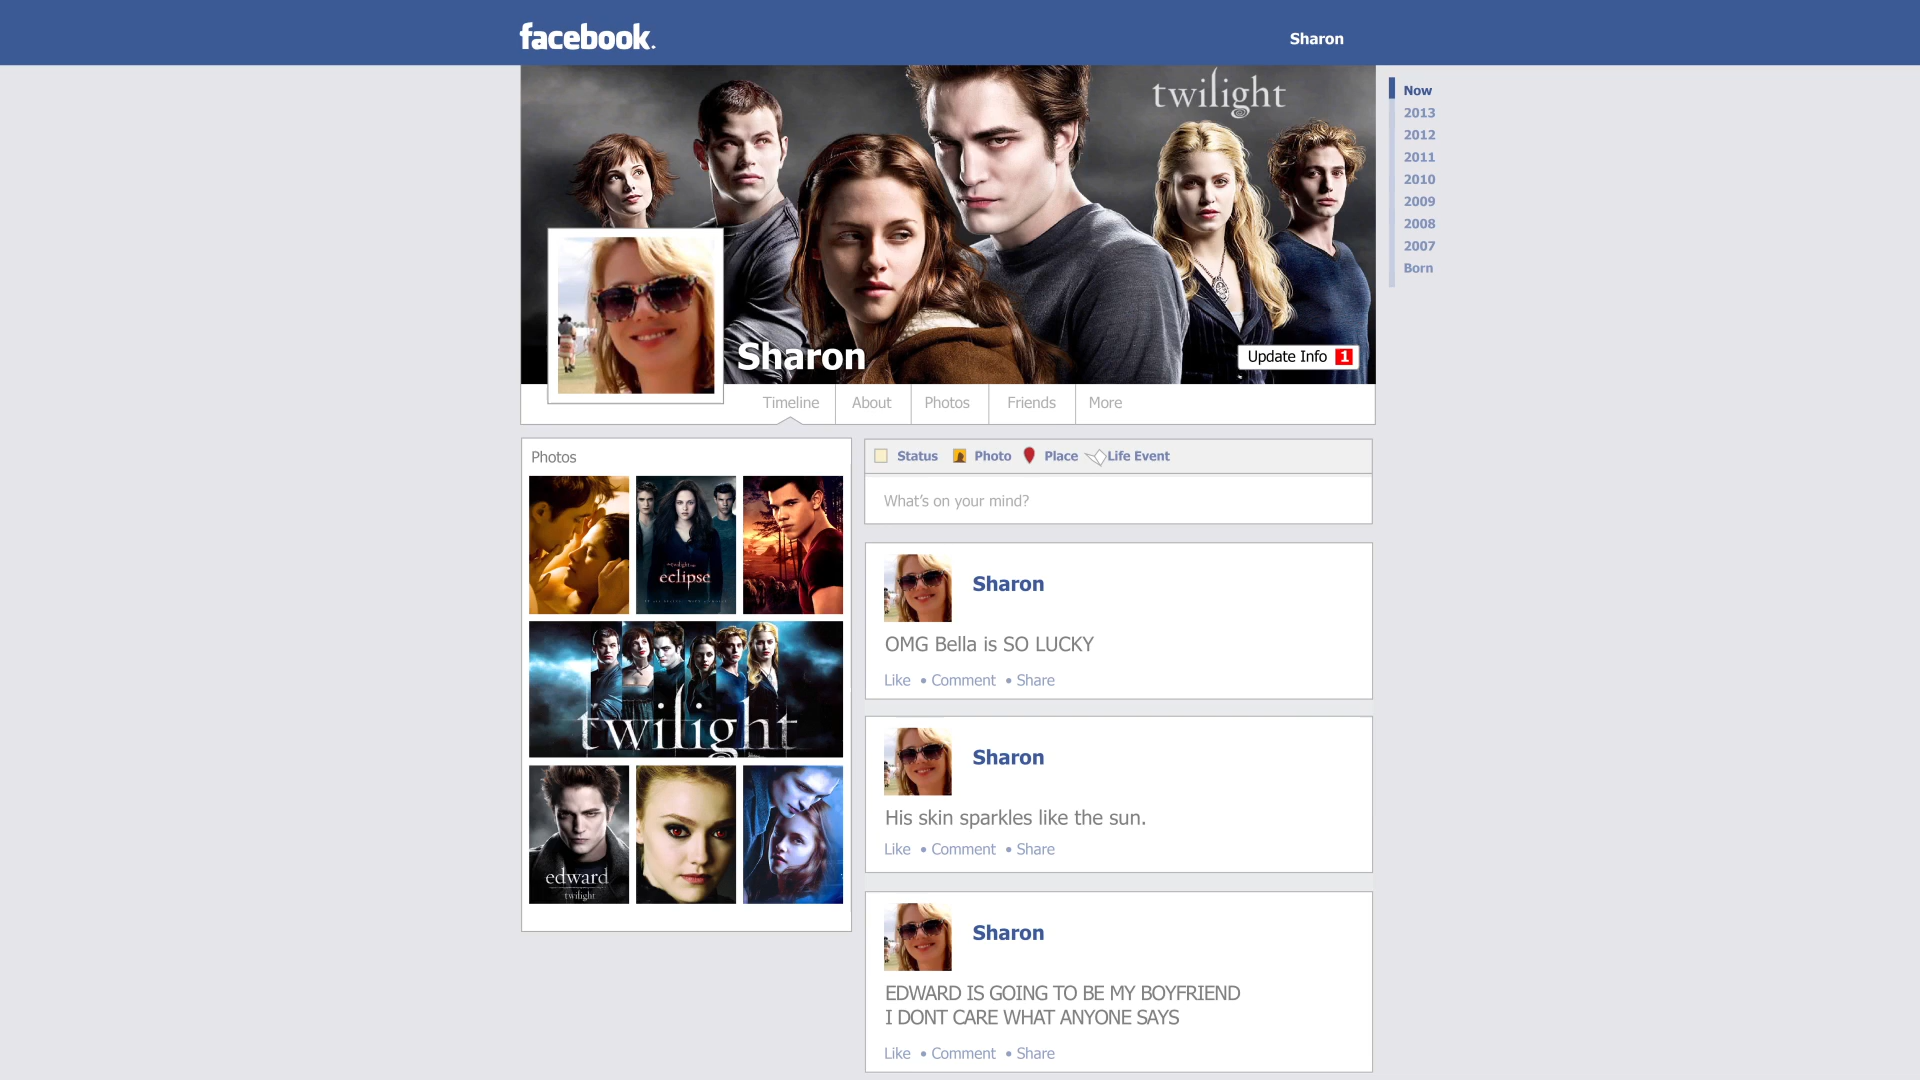 facebook.
Sharon
twilight
Now
2013
2012
2011
2010
2009
2008
2007
Born
Sharon
Update Info 1
Timeline
About
Photos
Friends
More
Photos
eclipse
twilight
edward
twilight
Status
Photo
Place
Life Event
What's on your mind?
Sharon
OMG Bella is SO LUCKY
Like • Comment • Share
Sharon
His skin sparkles like the sun.
Like • Comment • Share
Sharon
EDWARD IS GOING TO BE MY BOYFRIEND
I DONT CARE WHAT ANYONE SAYS
Like • Comment • Share